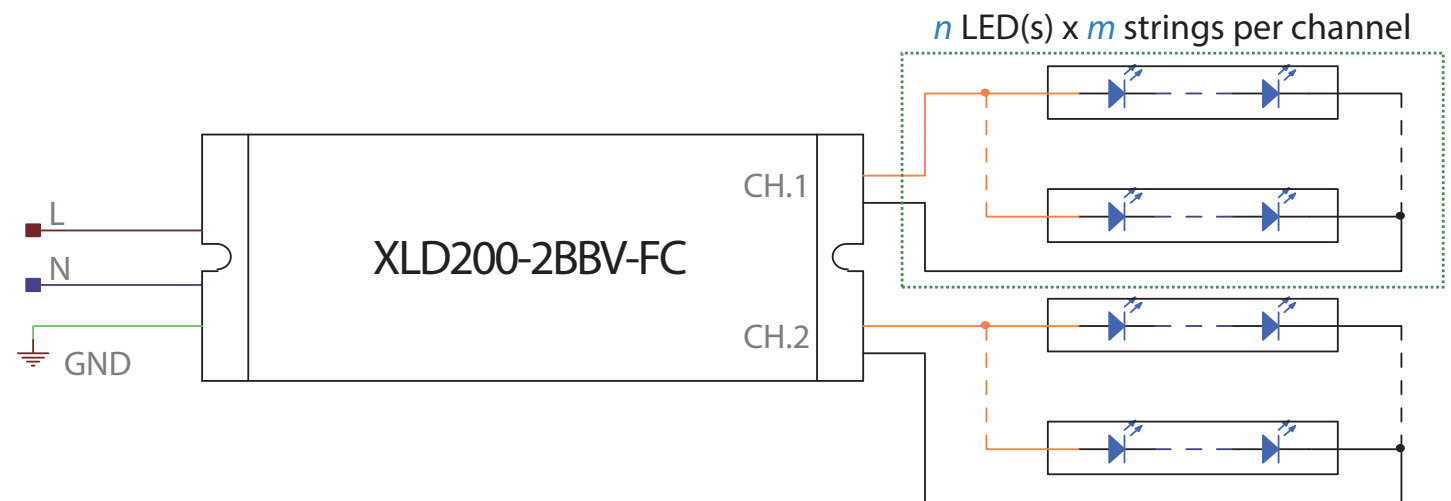 n LED(s) x m strings per channel
CH.1
L
XLD200-2BBV-FC
N
CH.2
GND